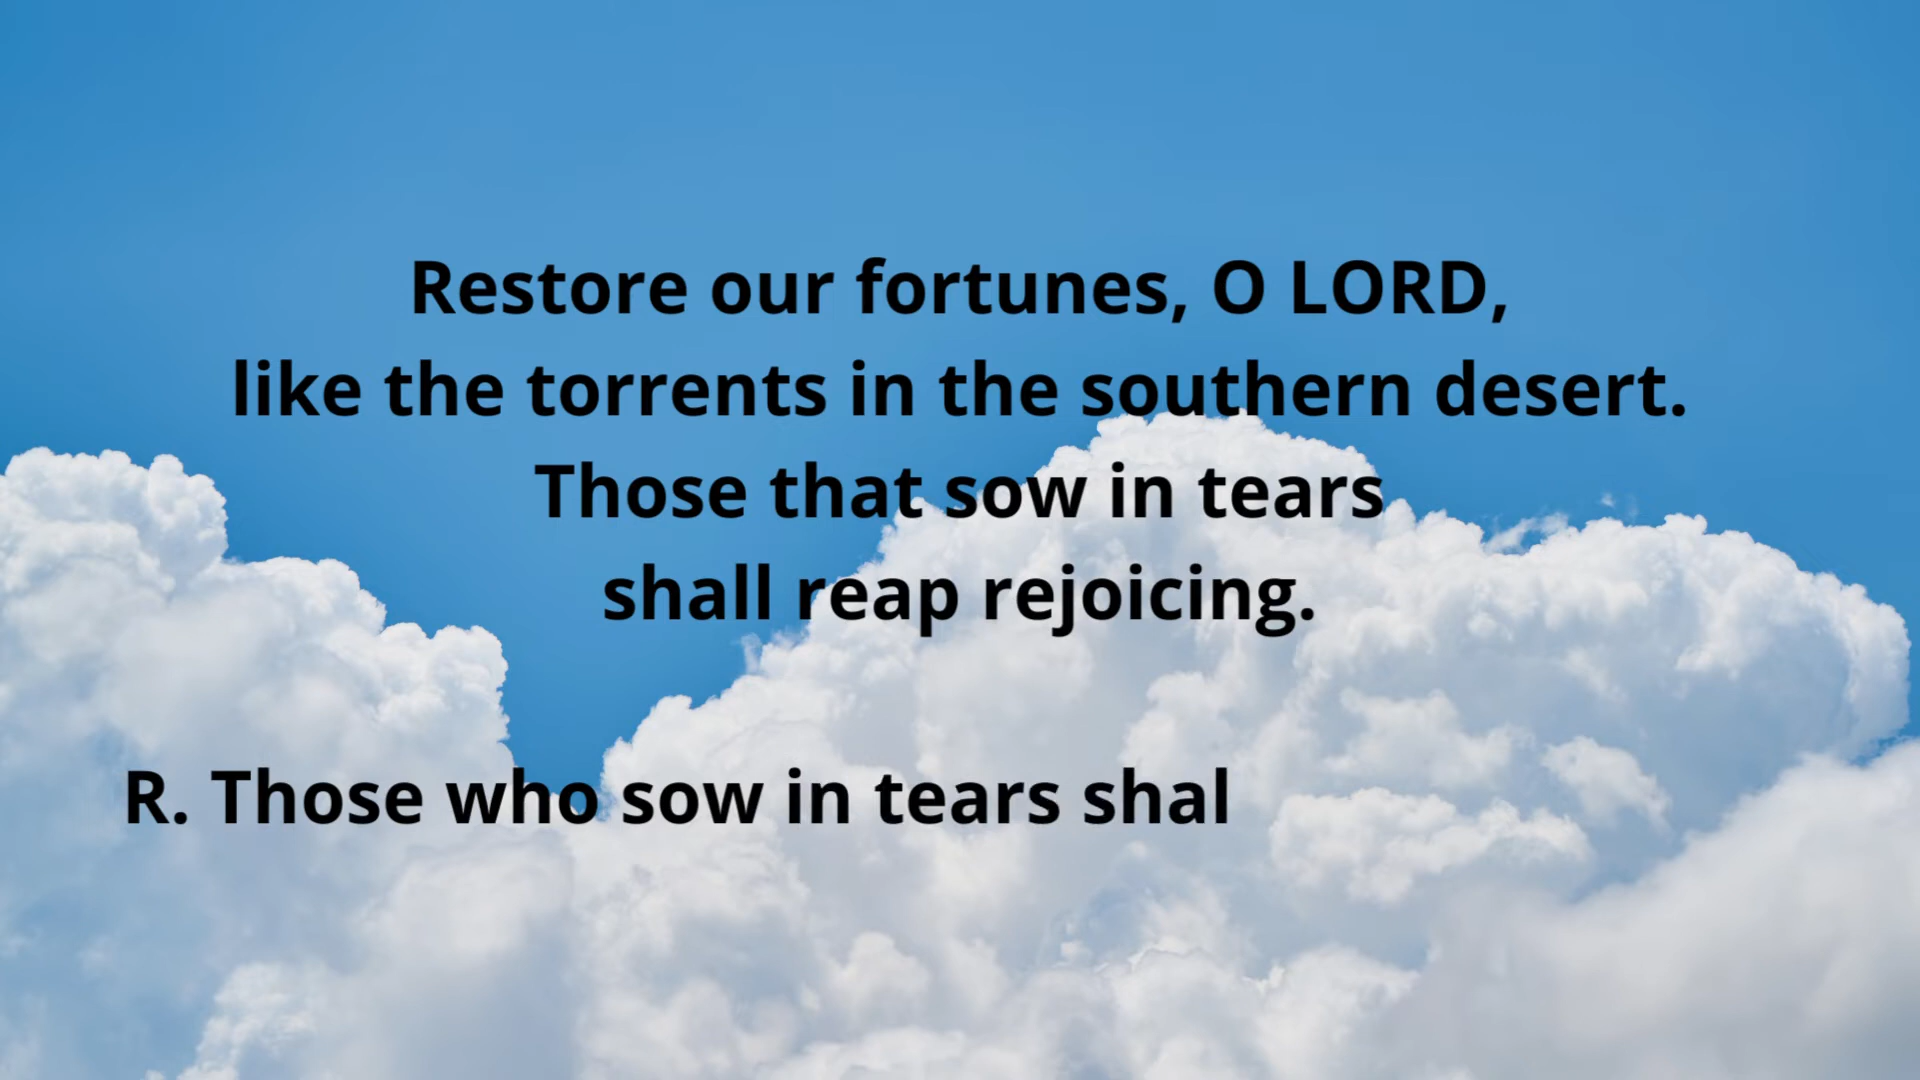 Restore our fortunes, O LORD,
like the torrents in the southern desert.
Those that sow in tears
shall reap rejoicing.
R. Those who sow in tears shal